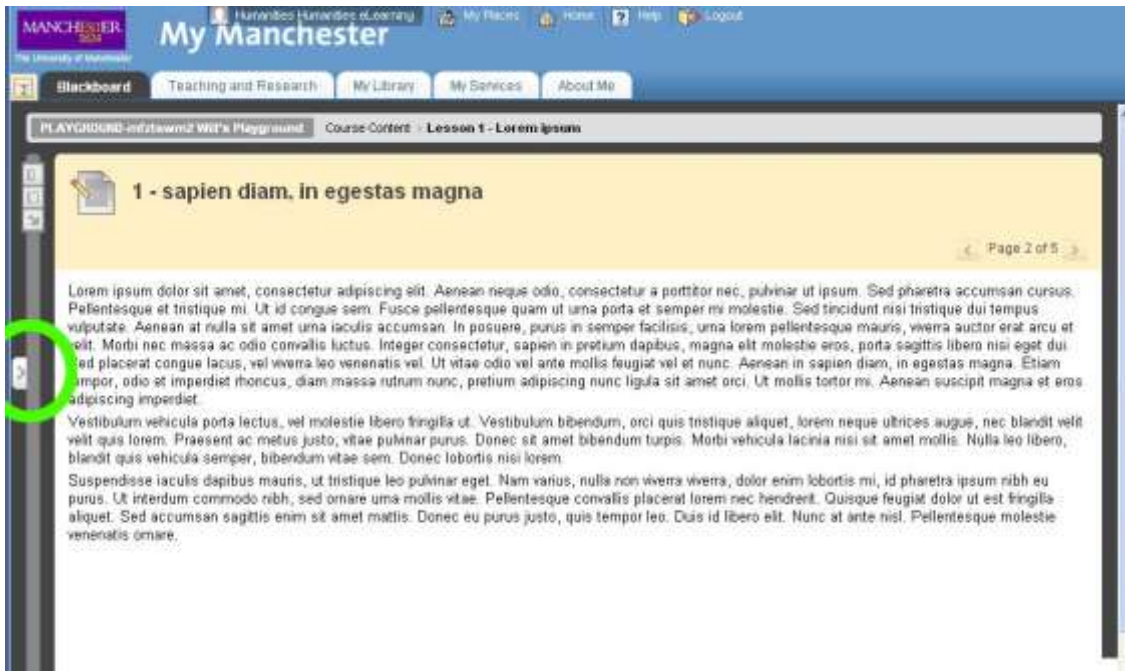 MANCHESTER
1824
The University of Manchester
My Manchester
Humanities Humanities eLearning
My Places
Home
Help
Logout
Blackboard
Teaching and Research
My Library
My Services
About Me
Wilf's Playground
Course Content > Lesson 1 - Lorem ipsum
1 - sapien diam, in egestas magna
Page 2 of 5
Lorem ipsum dolor sit amet, consectetur adipiscing elit. Aenean neque odio, consectetur a porttitor nec, pulvinar ut ipsum. Sed pharetra accumsan cursus.
Pellentesque et tristique mi. Ut id congue sem. Fusce pellentesque quam ut urna porta et semper mi molestie. Sed tincidunt nisi tristique dui tempus
vulputate. Aenean at nulla sit amet urna iaculis accumsan. In posuere, purus in semper facilisis, urna lorem pellentesque mauris, viverra auctor erat arcu et
velit. Morbi nec massa ac odio convallis luctus. Integer consectetur, sapien in pretium dapibus, magna elit molestie eros, porta sagittis libero nisi eget dui
Sed placerat congue lacus, vel viverra leo venenatis vel. Ut vitae odio vel ante mollis feugiat vel et nunc. Aenean in sapien diam, in egestas magna. Etiam
tempor, odio et imperdiet rhoncus, diam massa rutrum nunc, pretium adipiscing nunc ligula sit amet orci. Ut mollis tortor mi. Aenean suscipit magna et eros
adipiscing imperdiet.
Vestibulum vehicula porta lectus, vel molestie libero fringilla ut. Vestibulum bibendum, orci quis tristique aliquet, lorem neque ultrices augue, nec blandit velit
velit quis lorem. Praesent ac metus justo, vitae pulvinar purus. Donec sit amet bibendum turpis. Morbi vehicula lacinia nisi sit amet mollis. Nulla leo libero,
blandit quis vehicula semper, bibendum vitae sem. Donec lobortis nisi lorem.
Suspendisse iaculis dapibus mauris, ut tristique leo pulvinar eget. Nam varius, nulla non viverra viverra, dolor enim lobortis mi, id pharetra ipsum nibh eu
purus. Ut interdum commodo nibh, sed ornare urna mollis vitae. Pellentesque convallis placerat lorem nec hendrerit. Quisque feugiat dolor ut est fringilla
aliquet. Sed accumsan sagittis enim sit amet mattis. Donec eu purus justo, quis tempor leo. Duis id libero elit. Nunc at ante nisl. Pellentesque molestie
venenatis ornare.